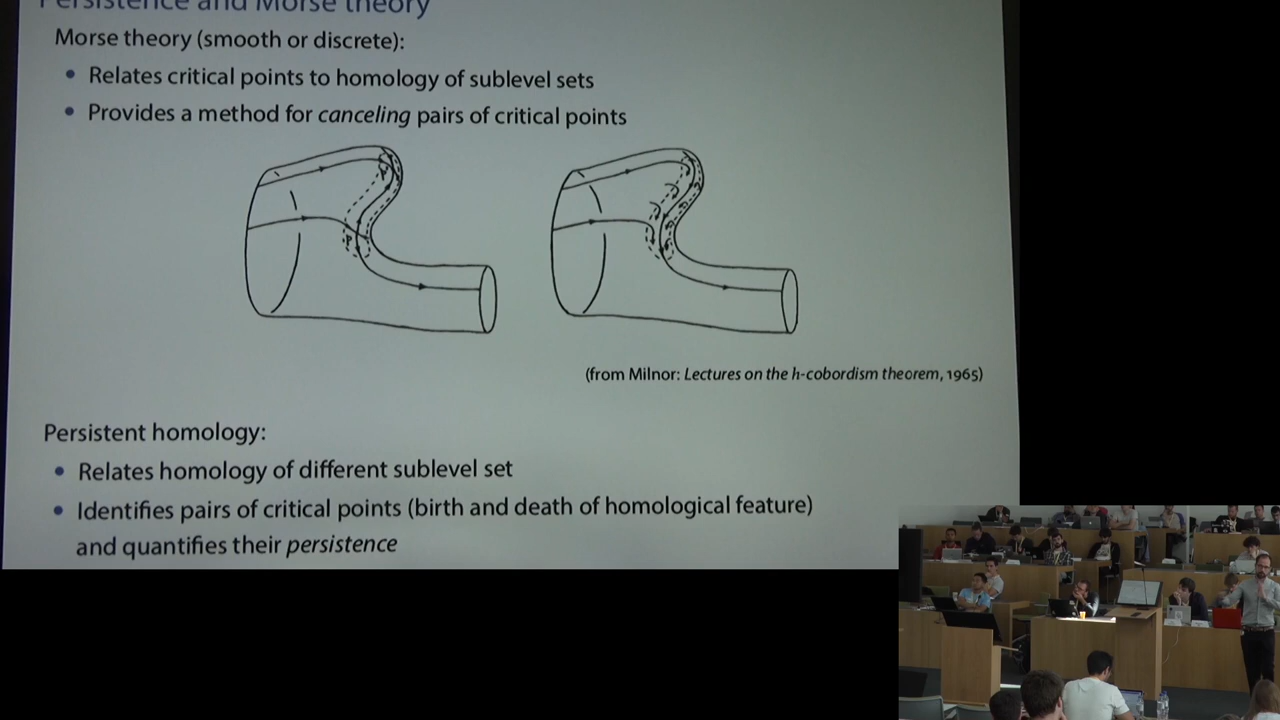 Persistence and Morse theory
Morse theory (smooth or discrete):
• Relates critical points to homology of sublevel sets
• Provides a method for canceling pairs of critical points
(from Milnor: Lectures on the h-cobordism theorem, 1965)
Persistent homology:
• Relates homology of different sublevel set
• Identifies pairs of critical points (birth and death of homological feature)
and quantifies their persistence